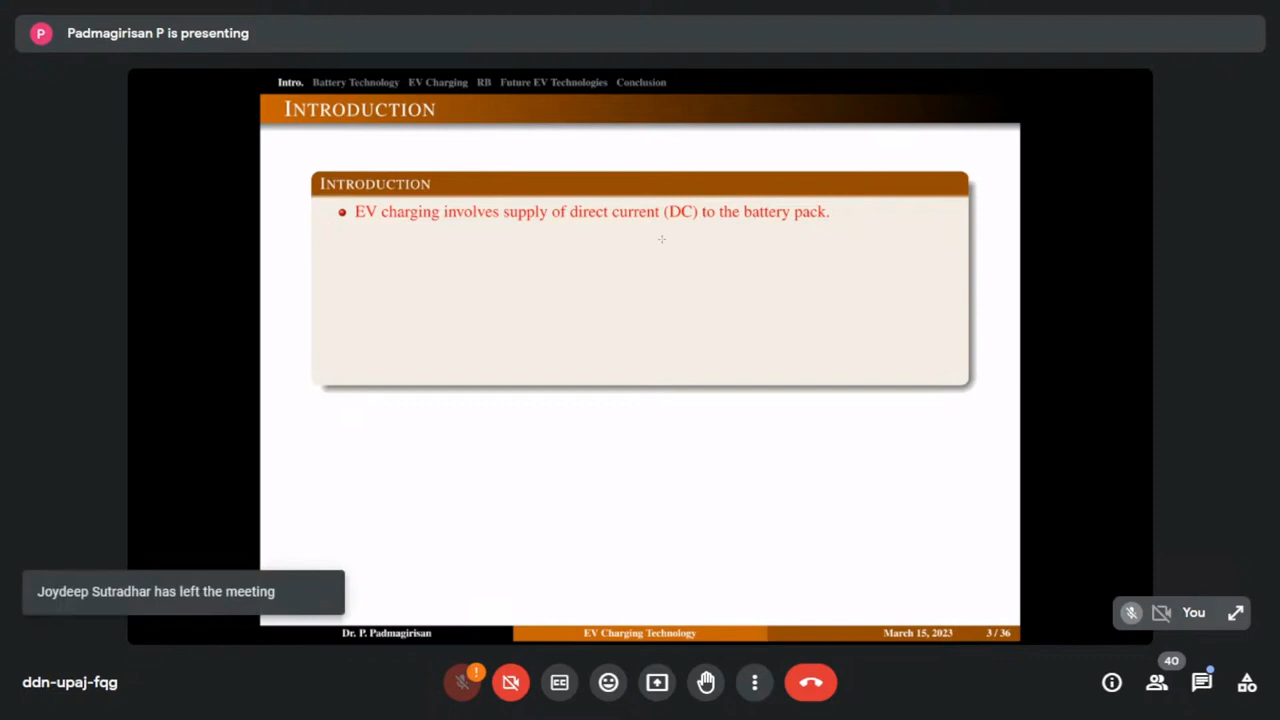 P
Padmagirisan P is presenting
Intro. Battery Technology EV Charging RB Future EV Technologies Conclusion
INTRODUCTION
INTRODUCTION
EV charging involves supply of direct current (DC) to the battery pack.
Joydeep Sutradhar has left the meeting
You
Dr. P. Padmagirisan EV Charging Technology March 15, 2023 3 / 36
ddn-upaj-fqg
!
CC
40